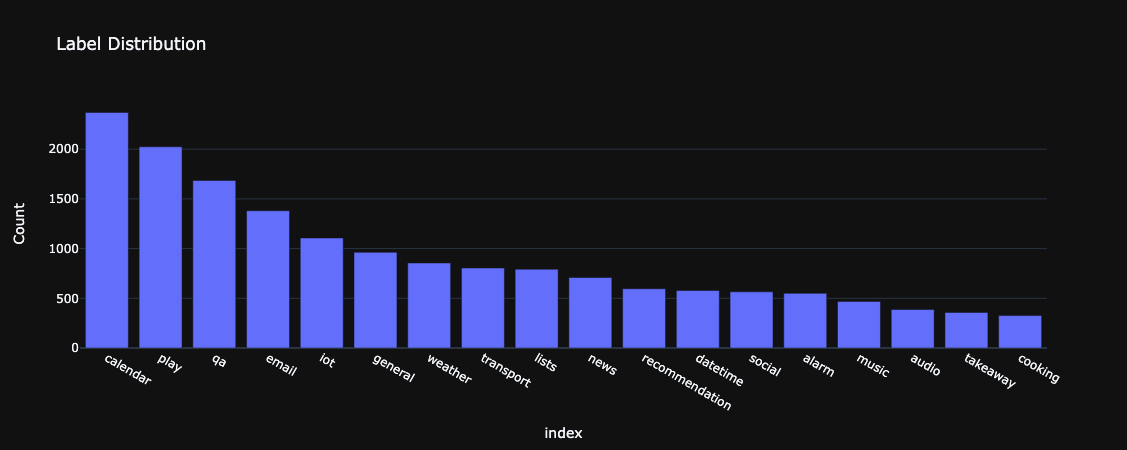 Label Distribution
Count
2000
1500
1000
500
0
calendar
play
qa
email
iot
general
weather
transport
lists
news
recommendation
datetime
social
alarm
music
audio
takeaway
cooking
index